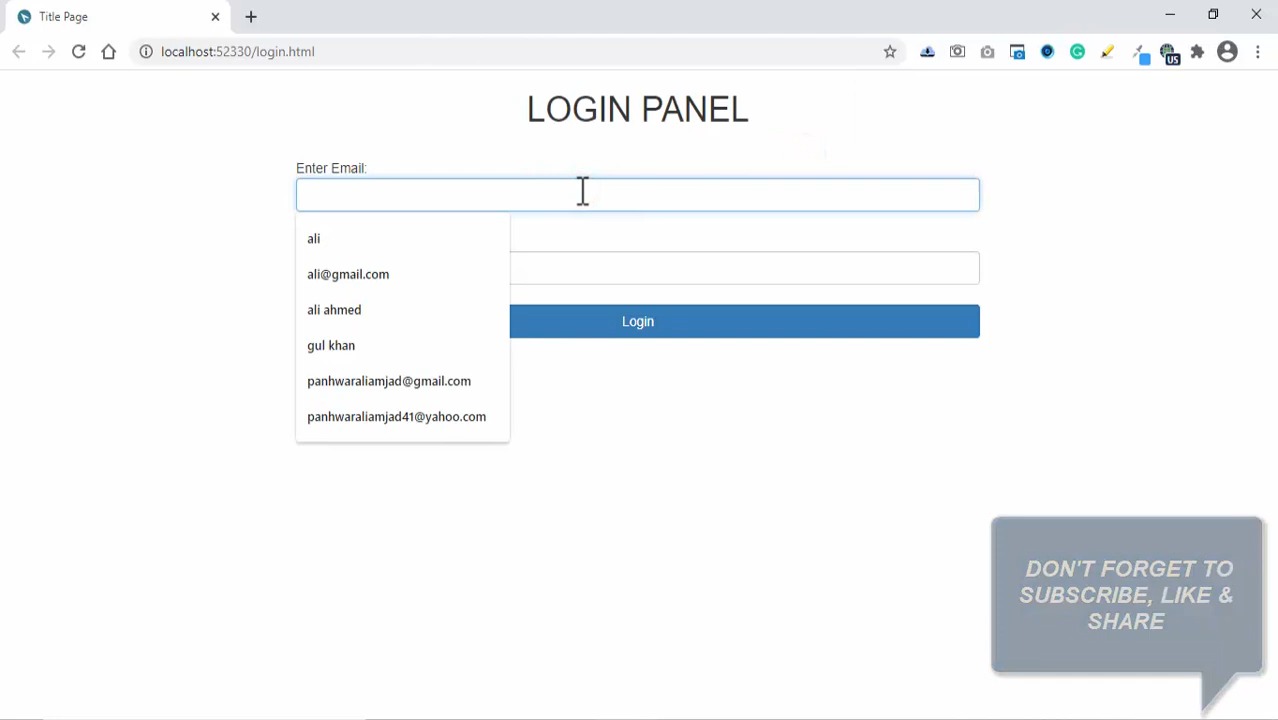 Title Page
localhost:52330/login.html
US
LOGIN PANEL
Enter Email:
ali
ali@gmail.com
ali ahmed
gul khan
panhwaraliamjad@gmail.com
panhwaraliamjad41@yahoo.com
Login
DON'T FORGET TO
SUBSCRIBE, LIKE &
SHARE